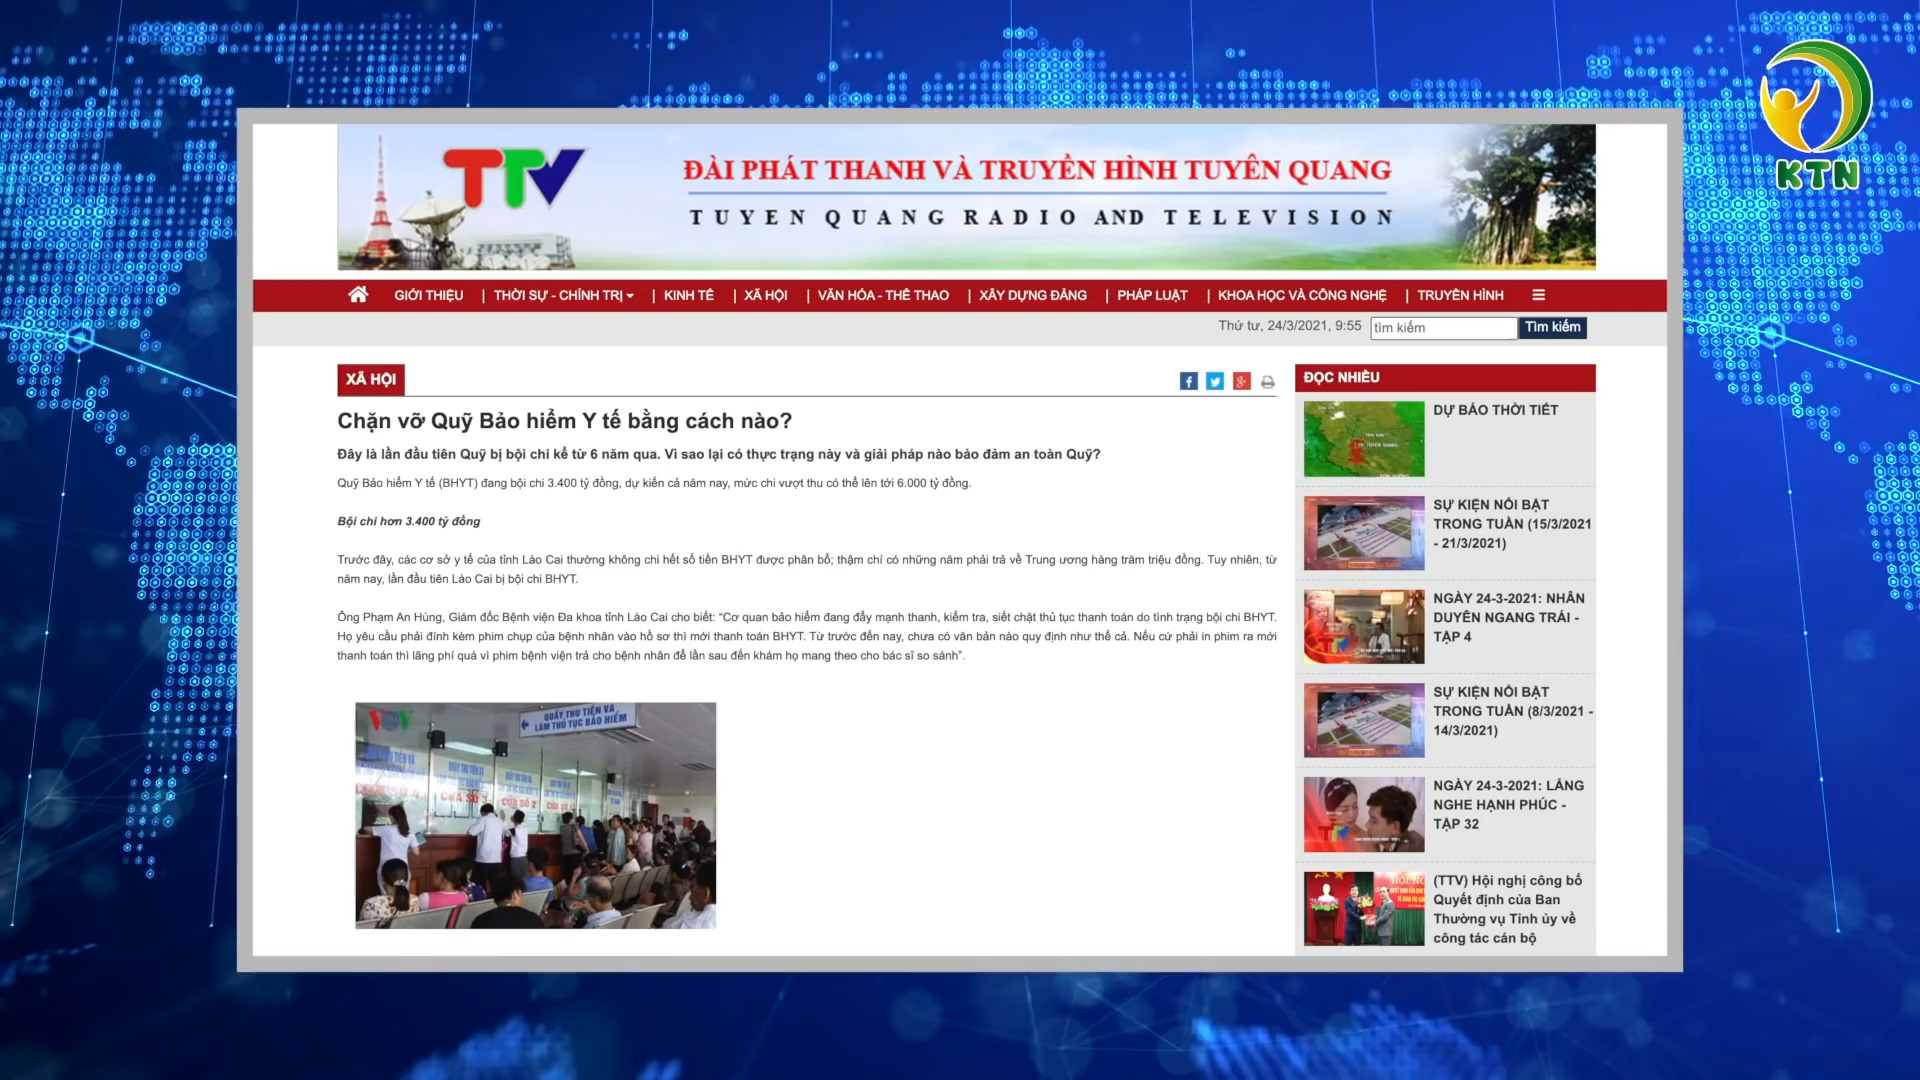 KTN
TTV
ĐÀI PHÁT THANH VÀ TRUYỀN HÌNH TUYÊN QUANG
TUYEN QUANG RADIO AND TELEVISION
GIỚI THIỆU | THỜI SỰ - CHÍNH TRỊ | KINH TẾ | XÃ HỘI | VĂN HÓA - THỂ THAO | XÂY DỰNG ĐẢNG | PHÁP LUẬT | KHOA HỌC VÀ CÔNG NGHỆ | TRUYỀN HÌNH
Thứ tư, 24/3/2021, 9:55 tìm kiếm Tìm kiếm
XÃ HỘI
Chặn vỡ Quỹ Bảo hiểm Y tế bằng cách nào?
Đây là lần đầu tiên Quỹ bị bội chi kể từ 6 năm qua. Vì sao lại có thực trạng này và giải pháp nào bảo đảm an toàn Quỹ?
Quỹ Bảo hiểm Y tế (BHYT) đang bội chi 3.400 tỷ đồng, dự kiến cả năm nay, mức chi vượt thu có thể lên tới 6.000 tỷ đồng.
Bội chi hơn 3.400 tỷ đồng
Trước đây, các cơ sở y tế của tỉnh Lào Cai thường không chi hết số tiền BHYT được phân bổ; thậm chí có những năm phải trả về Trung ương hàng trăm triệu đồng. Tuy nhiên, từ
năm nay, lần đầu tiên Lào Cai bị bội chi BHYT.
Ông Phạm An Hùng, Giám đốc Bệnh viện Đa khoa tỉnh Lào Cai cho biết: “Cơ quan bảo hiểm đang đẩy mạnh thanh, kiểm tra, siết chặt thủ tục thanh toán do tình trạng bội chi BHYT.
Họ yêu cầu phải đính kèm phim chụp của bệnh nhân vào hồ sơ thì mới thanh toán BHYT. Từ trước đến nay, chưa có văn bản nào quy định như thế cả. Nếu cứ phải in phim ra mới
thanh toán thì lãng phí quá vì phim bệnh viện trả cho bệnh nhân để lần sau đến khám họ mang theo cho bác sĩ so sánh”.
VOV
QUẦY THU TIỀN VÀ
LÀM THỦ TỤC BẢO HIỂM
CỬA SỐ 3
CỬA SỐ 2
ĐỌC NHIỀU
DỰ BÁO THỜI TIẾT
SỰ KIỆN NỔI BẬT
TRONG TUẦN (15/3/2021
- 21/3/2021)
NGÀY 24-3-2021: NHÂN
DUYÊN NGANG TRÁI -
TẬP 4
SỰ KIỆN NỔI BẬT
TRONG TUẦN (8/3/2021 -
14/3/2021)
NGÀY 24-3-2021: LẮNG
NGHE HẠNH PHÚC -
TẬP 32
(TTV) Hội nghị công bố
Quyết định của Ban
Thường vụ Tỉnh ủy về
công tác cán bộ